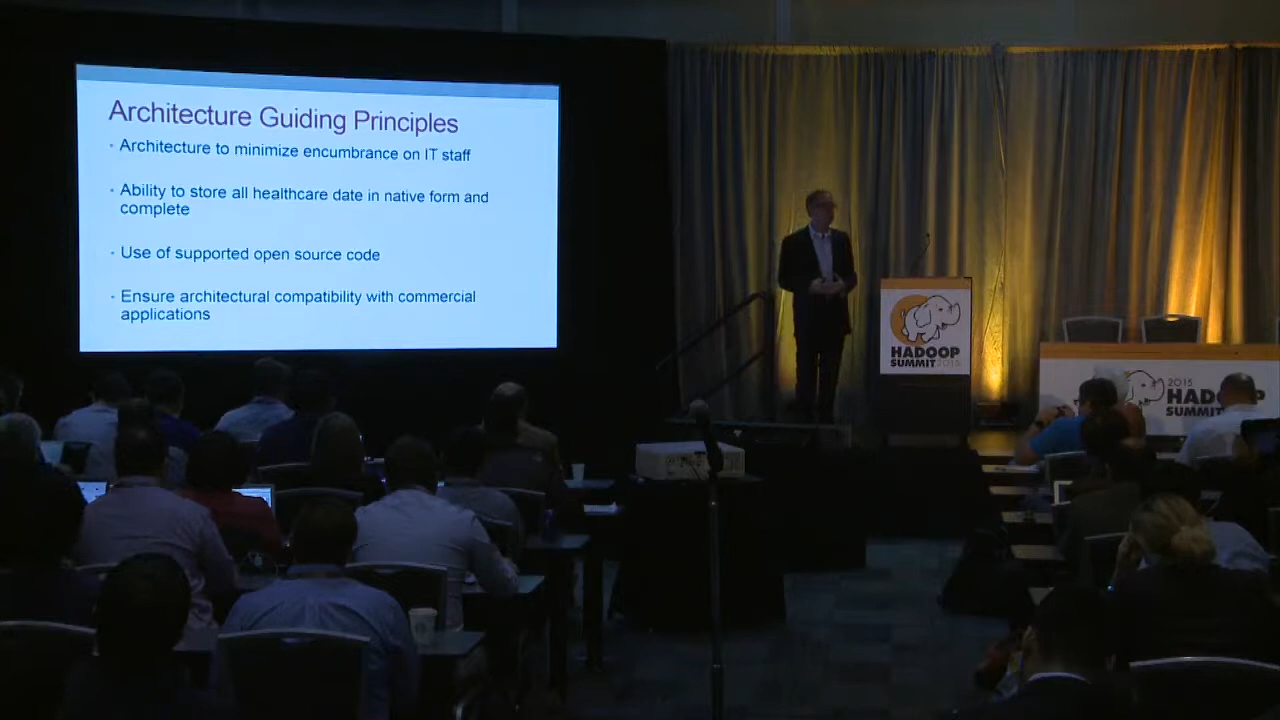 Architecture Guiding Principles
· Architecture to minimize encumbrance on IT staff
· Ability to store all healthcare date in native form and
complete
· Use of supported open source code
· Ensure architectural compatibility with commercial
applications
HADOOP
SUMMIT 2015
2015
HADOOP
SUMMIT